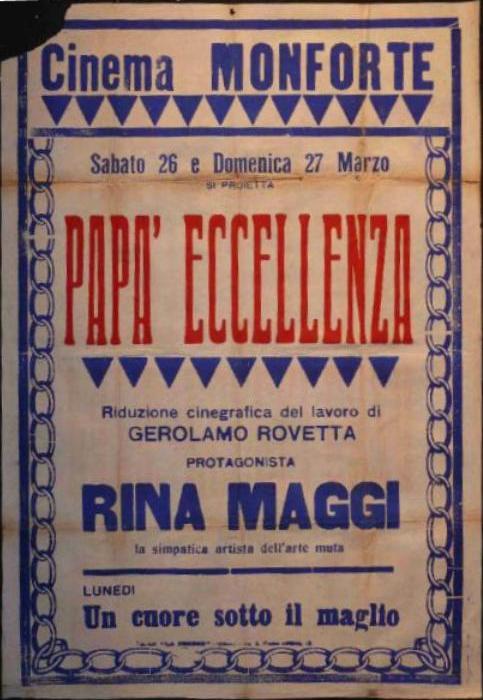 Cinema MONFORTE
Sabato 26 e Domenica 27 Marzo
SI PROIETTA
PAPA' ECCELLENZA
Riduzione cinegrafica del lavoro di
GEROLAMO ROVETTA
PROTAGONISTA
RINA MAGGI
la simpatica artista dell'arte muta
LUNEDI
Un cuore sotto il maglio